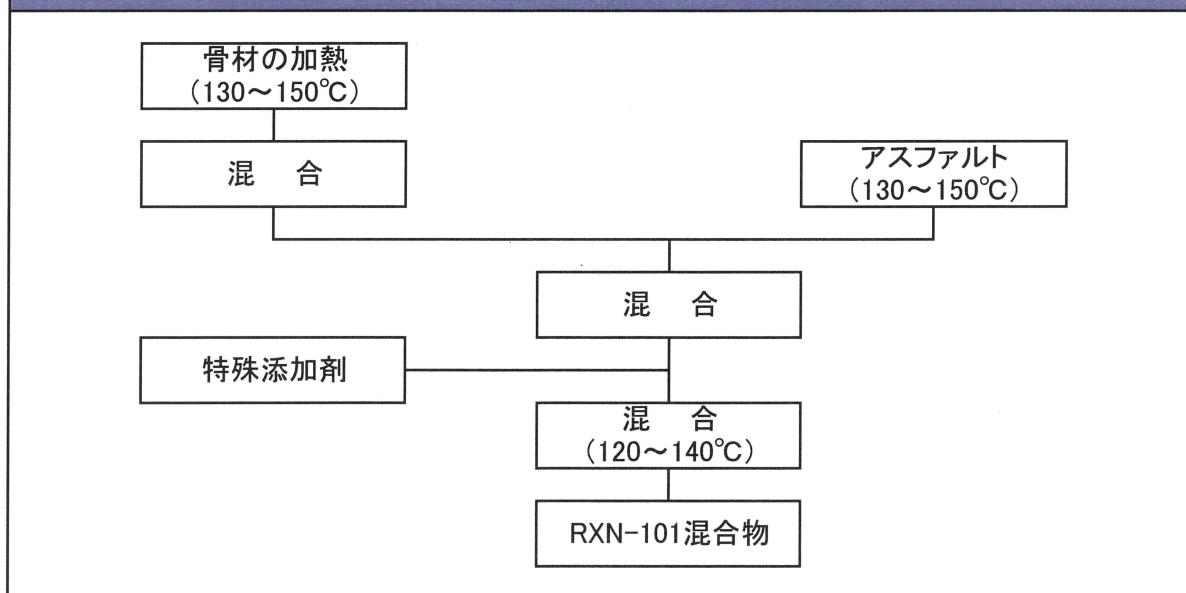 骨材の加熱
(130～150℃)
混　合
アスファルト
(130～150℃)
混　合
特殊添加剤
混　合
(120～140℃)
RXN-101混合物